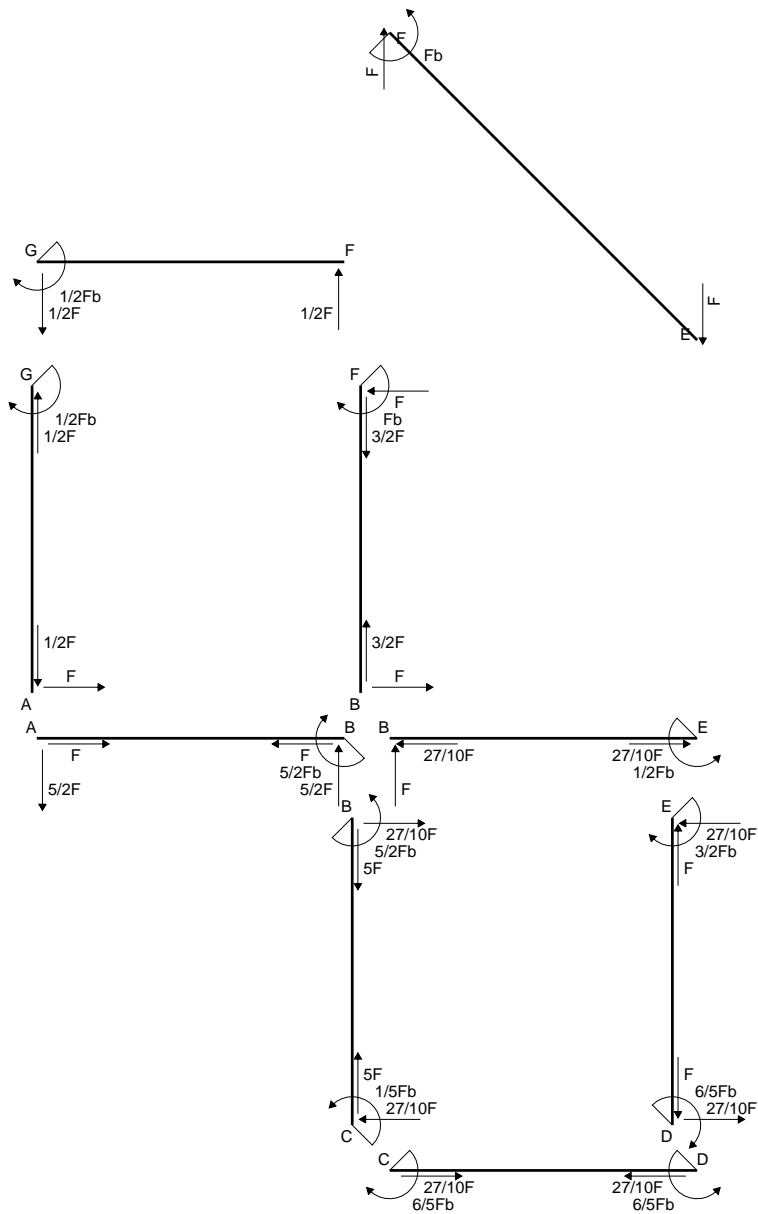 F
Fb
F
G
F
1/2Fb
1/2F
1/2F
F
E
G
F
1/2Fb
F
Fb
1/2F
3/2F
1/2F
3/2F
F
F
A
B
A
B
B
E
F
F
27/10F
27/10F
5/2Fb
1/2Fb
5/2F
5/2F
F
B
E
27/10F
27/10F
5/2Fb
3/2Fb
5F
F
5F
F
1/5Fb
6/5Fb
27/10F
27/10F
C
D
C
D
27/10F
27/10F
6/5Fb
6/5Fb